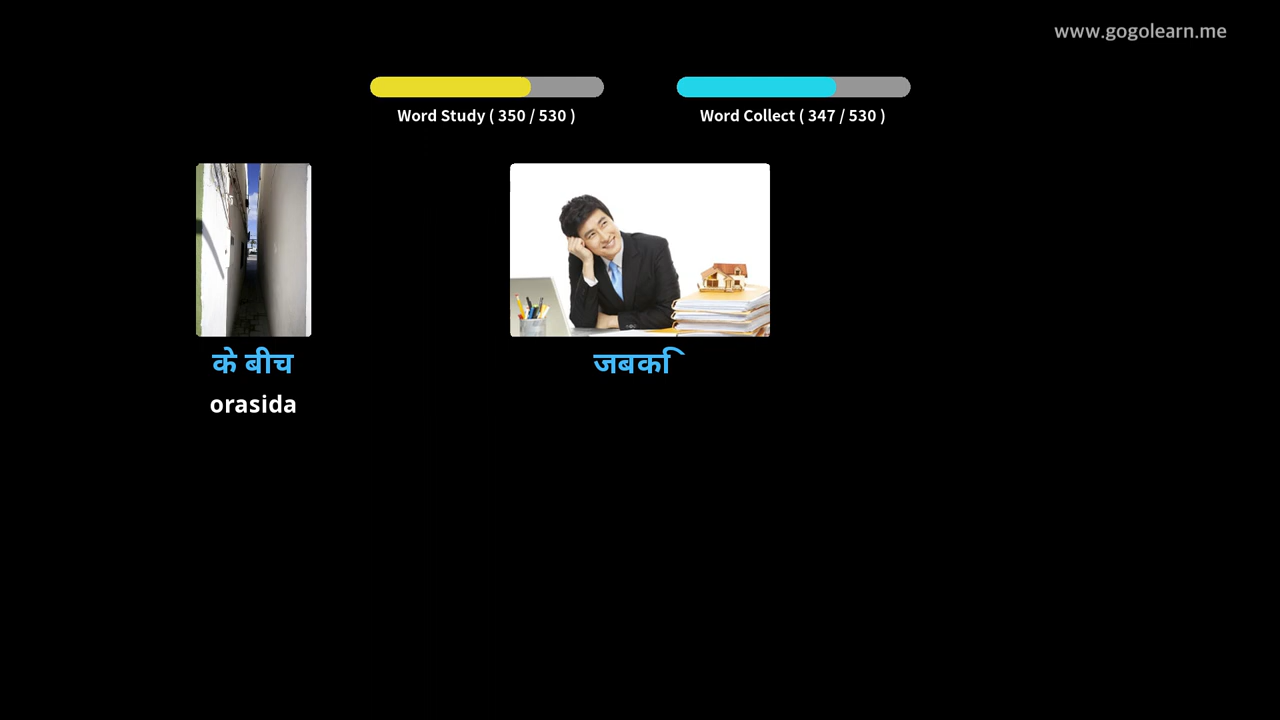 www.gogolearn.me
Word Study ( 350 / 530 )
Word Collect ( 347 / 530 )
के बीच
जबकि
orasida